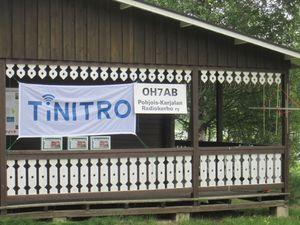 TiNITRO
OH7AB
Pohjois-Karjalan
Radiokerho ry